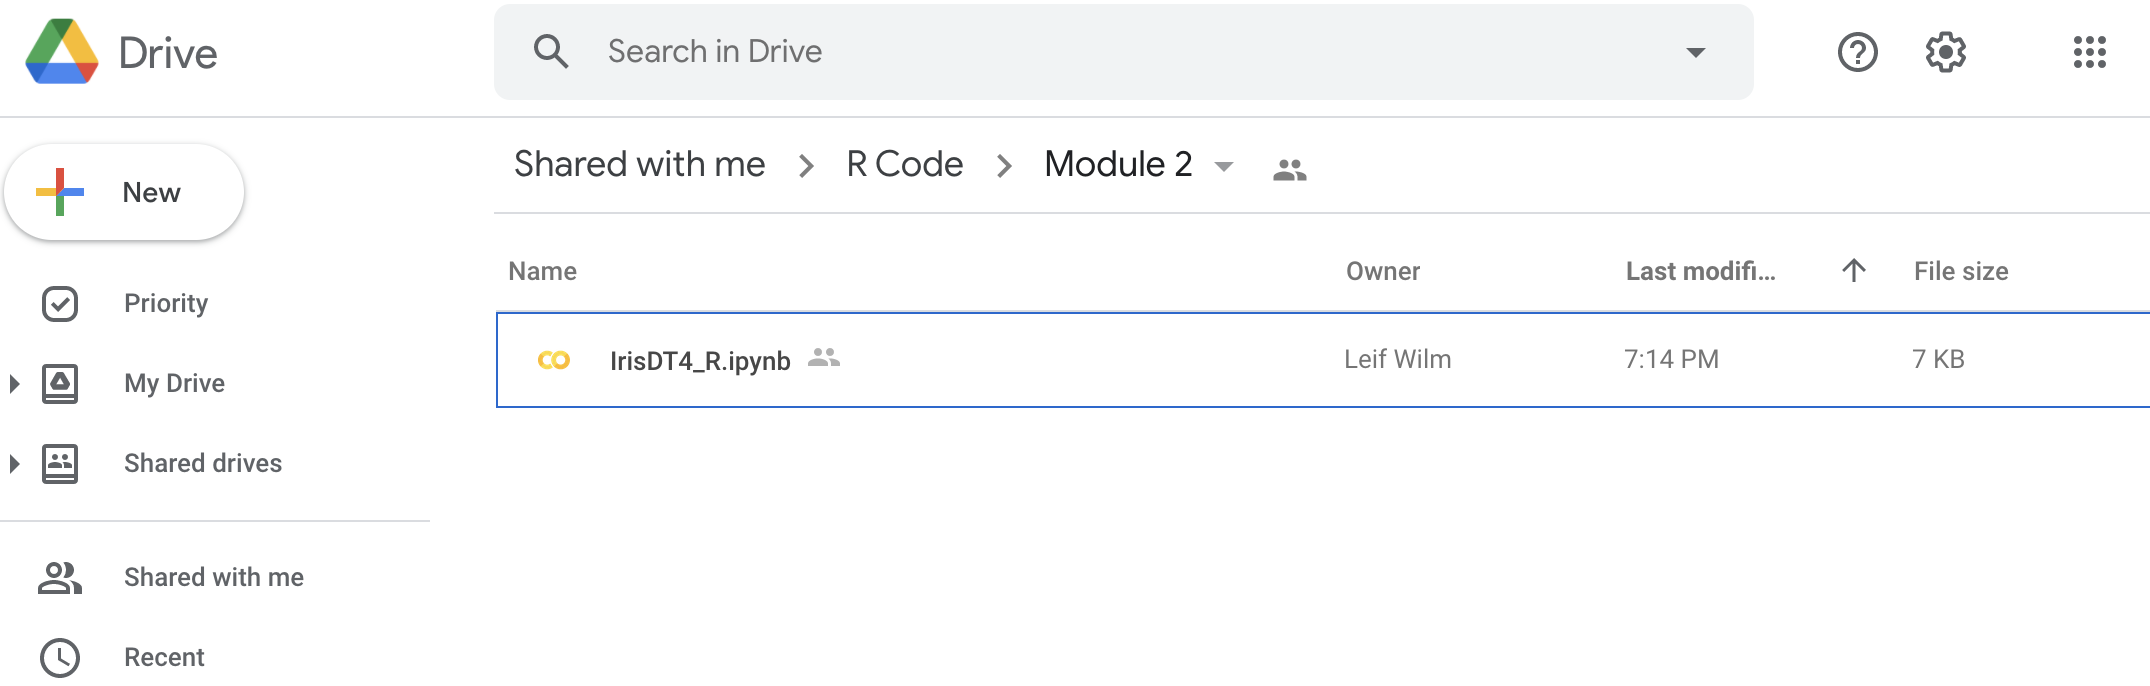 Drive
Search in Drive
New
Priority
My Drive
Shared drives
Shared with me
Recent
Shared with me > R Code > Module 2
Name Owner Last modifi... File size
IrisDT4_R.ipynb Leif Wilm 7:14 PM 7 KB